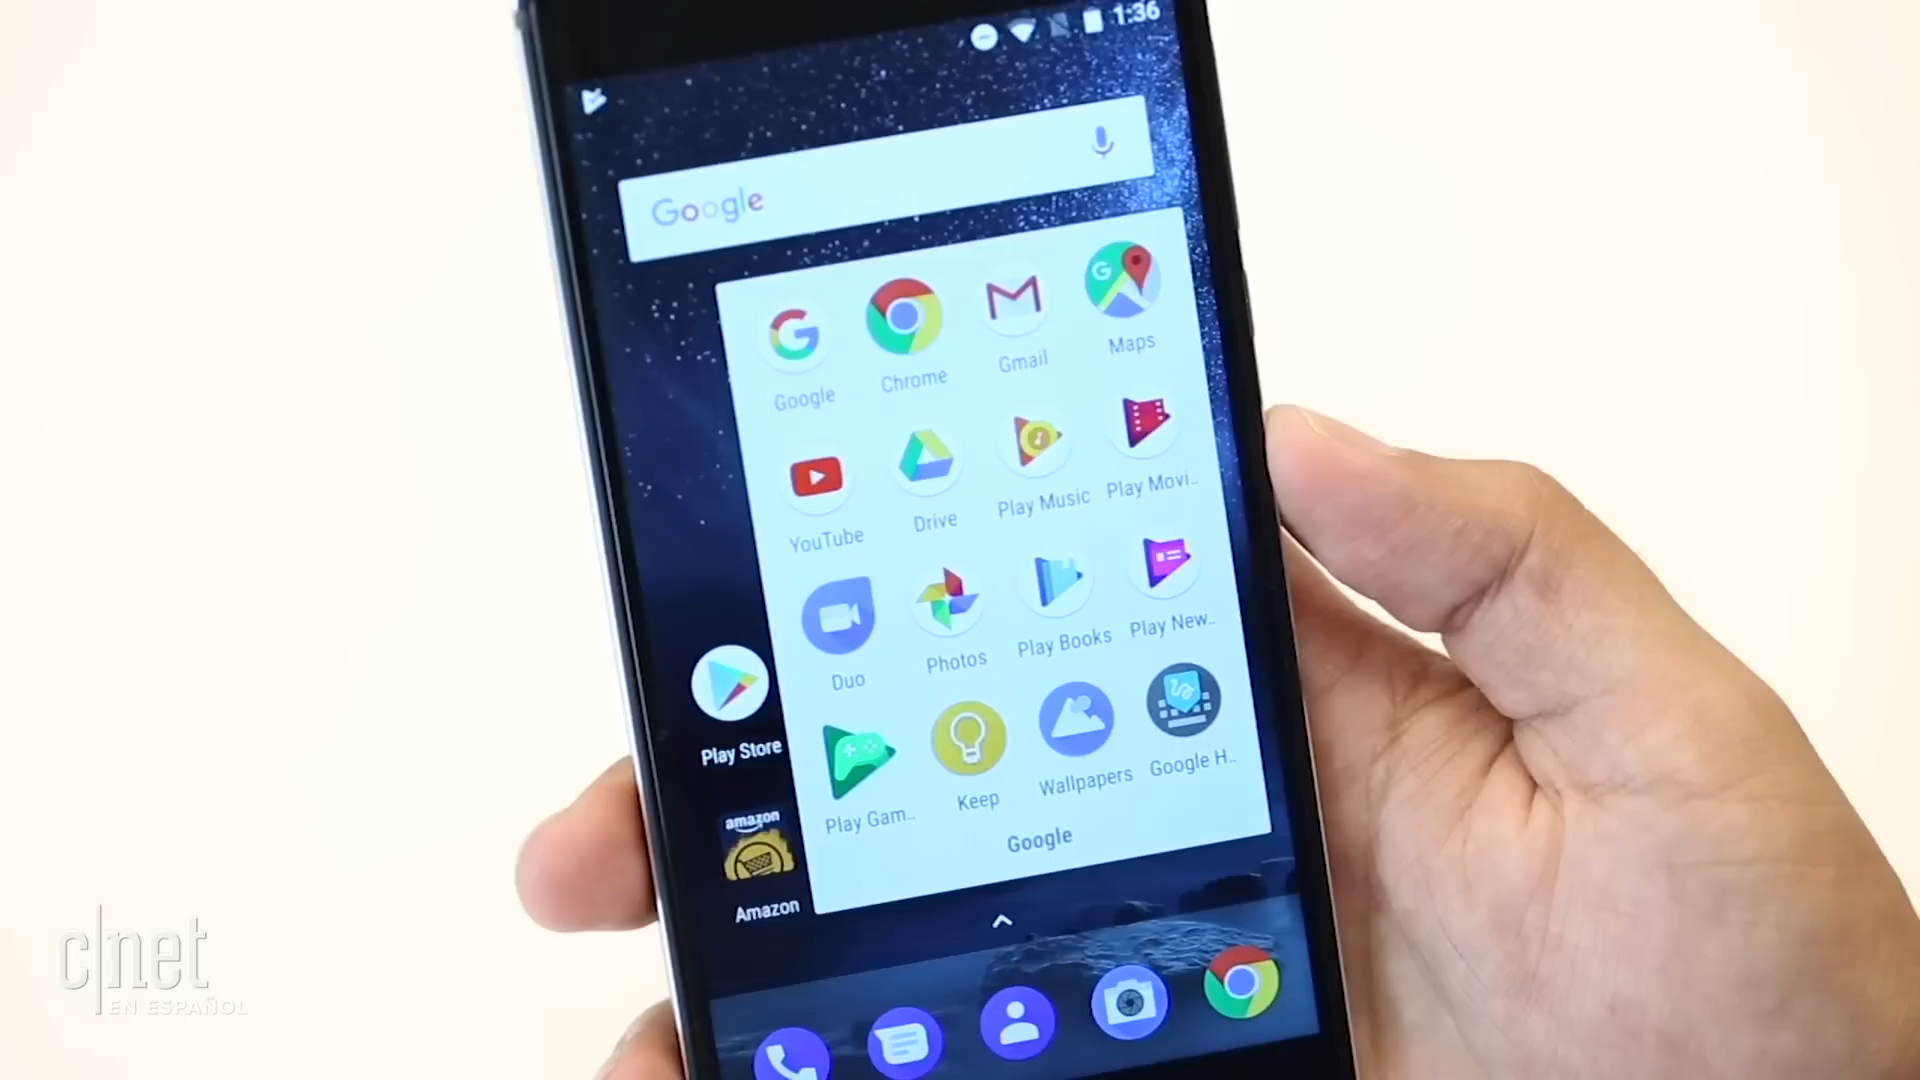 1:36
Google
Google
Chrome
Gmail
Maps
YouTube
Drive
Play Music
Play Movi..
Duo
Photos
Play Books
Play New..
Play Store
Play Gam..
Keep
Wallpapers
Google H..
Google
amazon
Amazon
c|net
EN ESPAÑOL